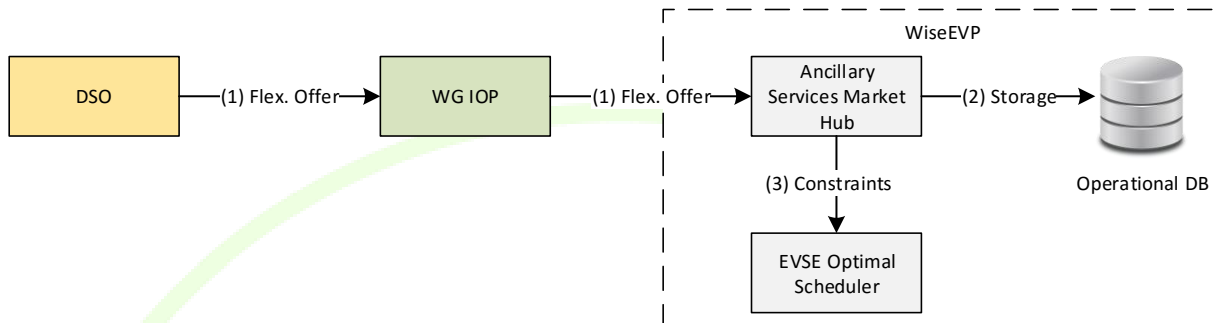 WiseEVP
DSO
(1) Flex. Offer
WG IOP
(1) Flex. Offer
Ancillary
Services Market
Hub
(2) Storage
Operational DB
(3) Constraints
EVSE Optimal
Scheduler